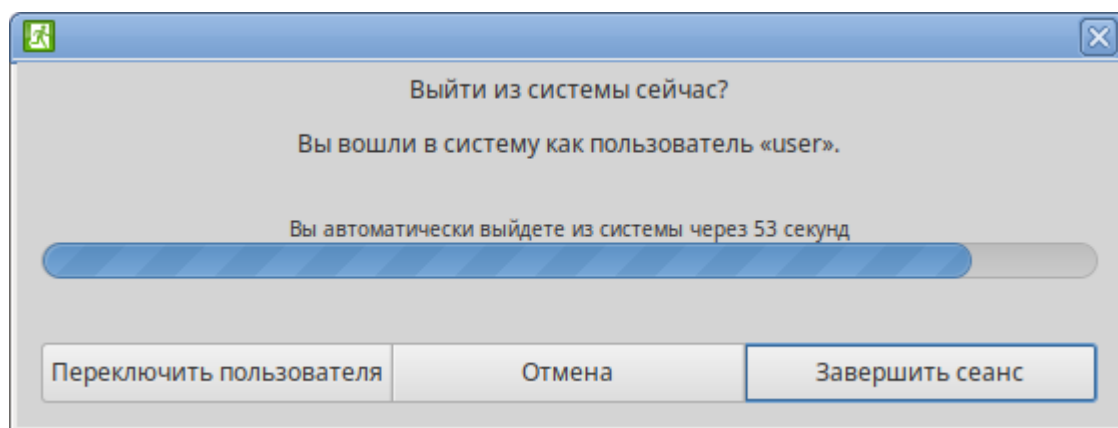 Выйти из системы сейчас?
Вы вошли в систему как пользователь «user».
Вы автоматически выйдете из системы через 53 секунд
Переключить пользователя
Отмена
Завершить сеанс